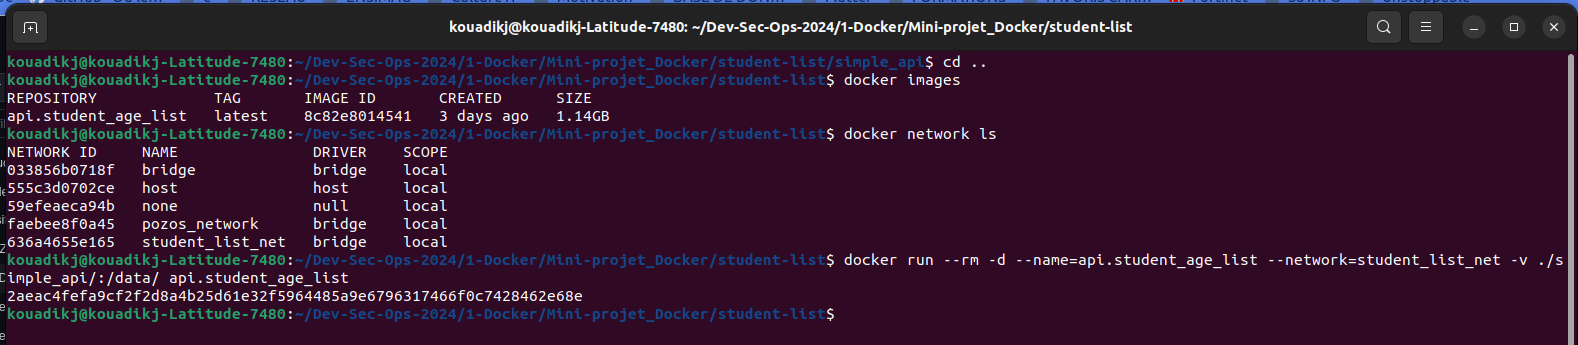 kouadikj@kouadikj-Latitude-7480: ~/Dev-Sec-Ops-2024/1-Docker/Mini-projet_Docker/student-list
kouadikj@kouadikj-Latitude-7480:~/Dev-Sec-Ops-2024/1-Docker/Mini-projet_Docker/student-list/simple_api$ cd ..
kouadikj@kouadikj-Latitude-7480:~/Dev-Sec-Ops-2024/1-Docker/Mini-projet_Docker/student-list$ docker images
REPOSITORY TAG IMAGE ID CREATED SIZE
api.student_age_list latest 8c82e8014541 3 days ago 1.14GB
kouadikj@kouadikj-Latitude-7480:~/Dev-Sec-Ops-2024/1-Docker/Mini-projet_Docker/student-list$ docker network ls
NETWORK ID NAME DRIVER SCOPE
033856b0718f bridge bridge local
555c3d0702ce host host local
59efeaeca94b none null local
faebee8f0a45 pozos_network bridge local
636a4655e165 student_list_net bridge local
kouadikj@kouadikj-Latitude-7480:~/Dev-Sec-Ops-2024/1-Docker/Mini-projet_Docker/student-list$ docker run --rm -d --name=api.student_age_list --network=student_list_net -v ./s
imple_api/:/data/ api.student_age_list
2aeac4fefa9cf2f2d8a4b25d61e32f5964485a9e6796317466f0c7428462e68e
kouadikj@kouadikj-Latitude-7480:~/Dev-Sec-Ops-2024/1-Docker/Mini-projet_Docker/student-list$